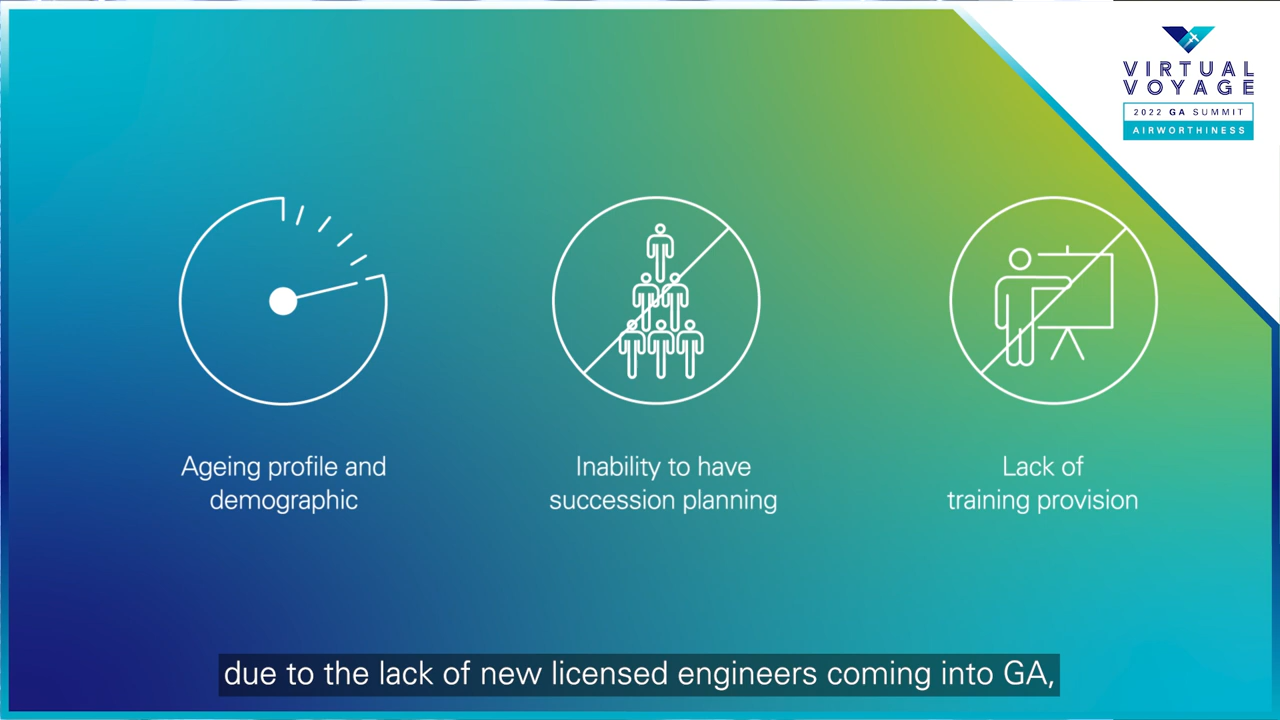 VIRTUAL
VOYAGE
2022 GA SUMMIT
AIRWORTHINESS
Ageing profile and
demographic
Inability to have
succession planning
Lack of
training provision
due to the lack of new licensed engineers coming into GA,